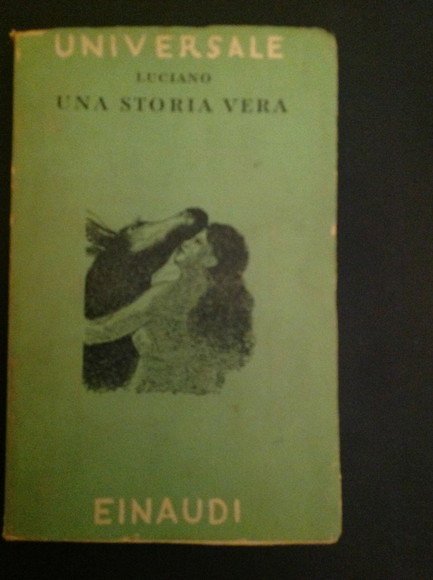 UNIVERSALE
LUCIANO
UNA STORIA VERA
EINAUDI